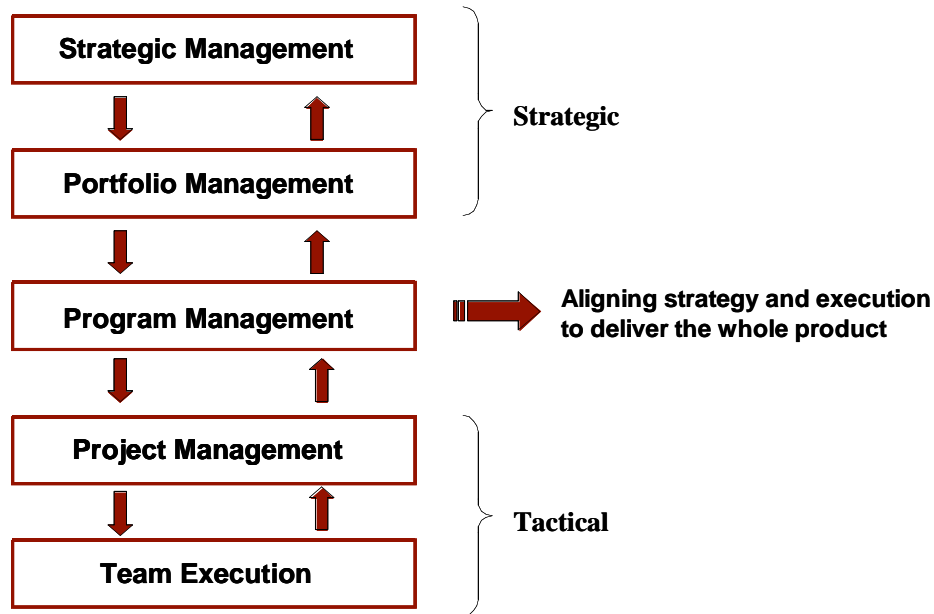 Strategic Management
Strategic
Portfolio Management
Program Management
Aligning strategy and execution
to deliver the whole product
Project Management
Tactical
Team Execution